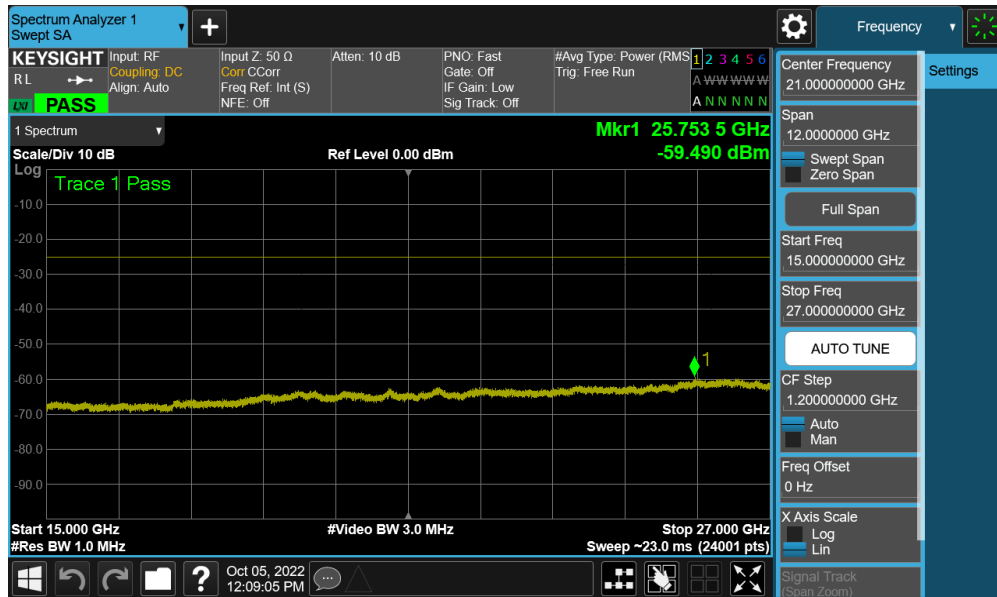 Spectrum Analyzer 1
Swept SA
Frequency
KEYSIGHT
R L
LXI PASS
Input: RF
Coupling: DC
Align: Auto
Input Z: 50 Ω
Corr CCorr
Freq Ref: Int (S)
NFE: Off
Atten: 10 dB
PNO: Fast
Gate: Off
IF Gain: Low
Sig Track: Off
#Avg Type: Power (RMS
Trig: Free Run
1 2 3 4 5 6
A W W W W W
A N N N N N
1 Spectrum
Scale/Div 10 dB
Ref Level 0.00 dBm
Mkr1 25.753 5 GHz
-59.490 dBm
Log
Trace 1 Pass
-10.0
-20.0
-30.0
-40.0
-50.0
1
-60.0
-70.0
-80.0
-90.0
Start 15.000 GHz
#Video BW 3.0 MHz
Stop 27.000 GHz
#Res BW 1.0 MHz
Sweep ~23.0 ms (24001 pts)
?
Oct 05, 2022
12:09:05 PM
Center Frequency
21.000000000 GHz
Settings
Span
12.0000000 GHz
Swept Span
Zero Span
Full Span
Start Freq
15.000000000 GHz
Stop Freq
27.000000000 GHz
AUTO TUNE
CF Step
1.200000000 GHz
Auto
Man
Freq Offset
0 Hz
X Axis Scale
Log
Lin
Signal Track
(Span Zoom)